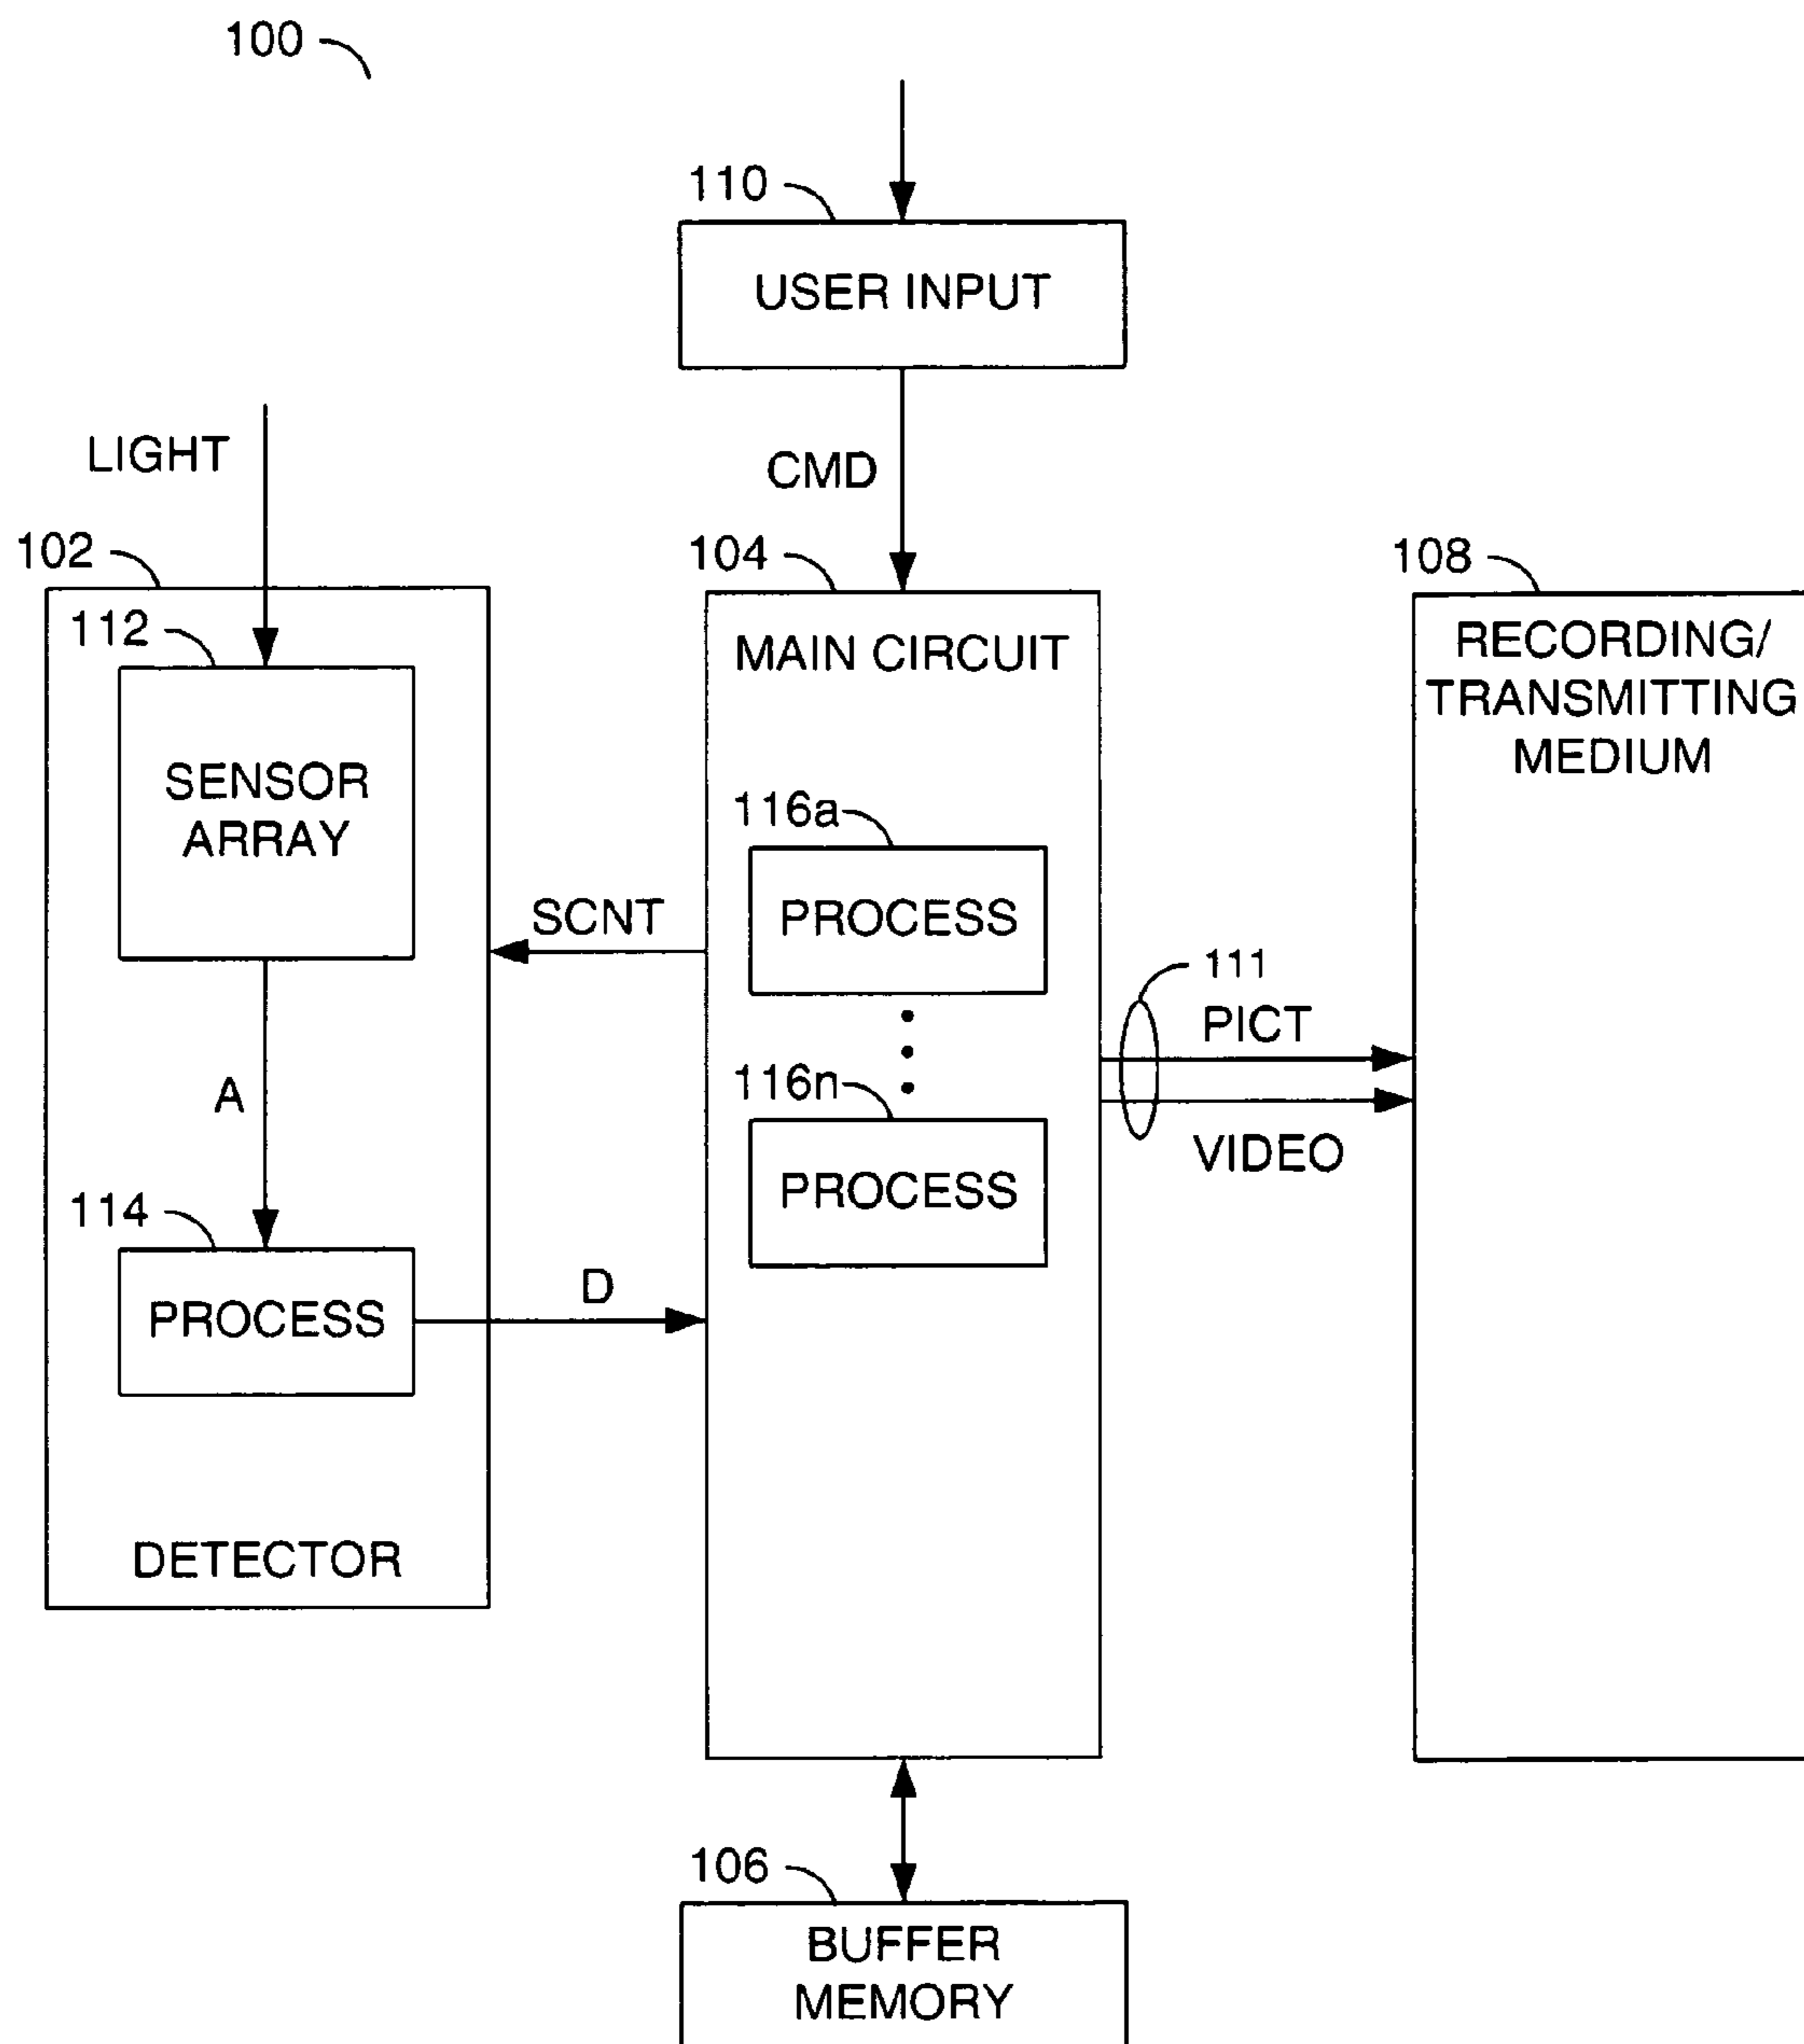 100
110
USER INPUT
LIGHT
CMD
102
104
108
112
MAIN CIRCUIT
RECORDING/
TRANSMITTING
MEDIUM
SENSOR
ARRAY
116a
PROCESS
SCNT
111
PICT
A
116n
VIDEO
PROCESS
114
D
PROCESS
DETECTOR
106
BUFFER
MEMORY